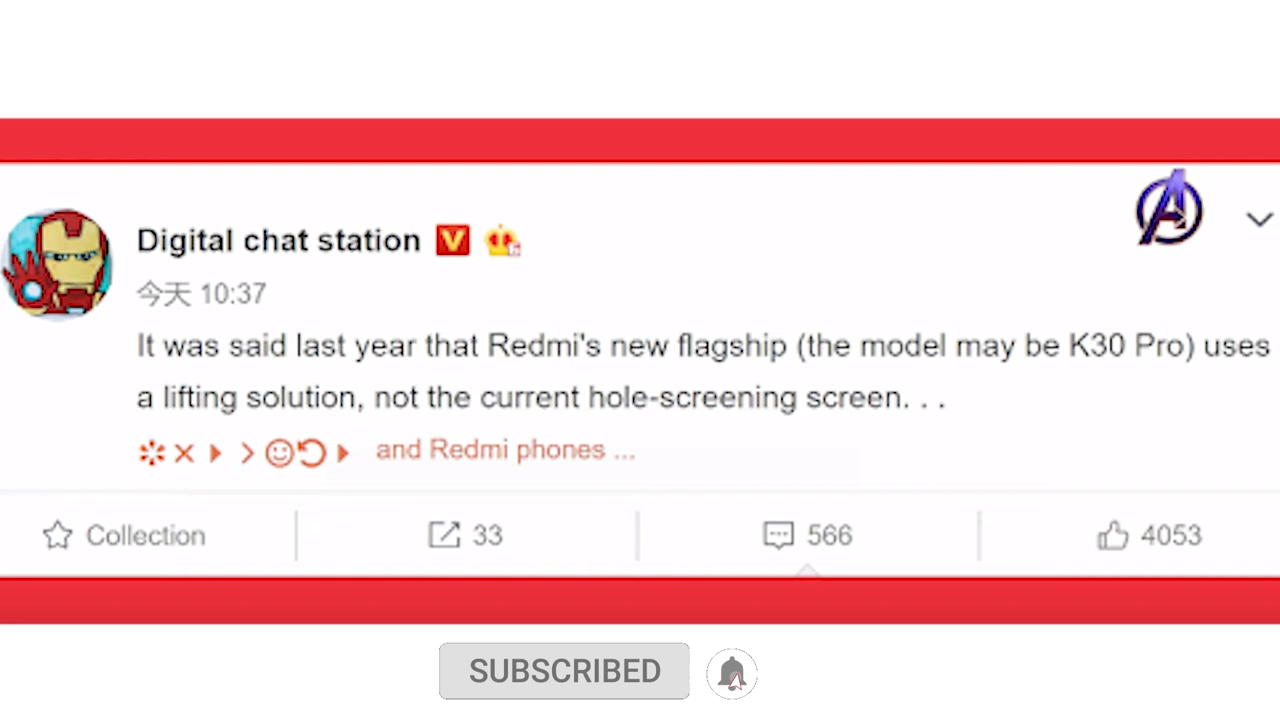 Digital chat station
今天 10:37
It was said last year that Redmi's new flagship (the model may be K30 Pro) uses
a lifting solution, not the current hole-screening screen. . .
and Redmi phones ...
Collection
33
566
4053
SUBSCRIBED